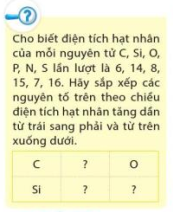 Cho biết điện tích hạt nhân
của mỗi nguyên tử C, Si, O,
P, N, S lần lượt là 6, 14, 8,
15, 7, 16. Hãy sắp xếp các
nguyên tố trên theo chiều
điện tích hạt nhân tăng dần
từ trái sang phải và từ trên
xuống dưới.
C ? O
Si ? ?